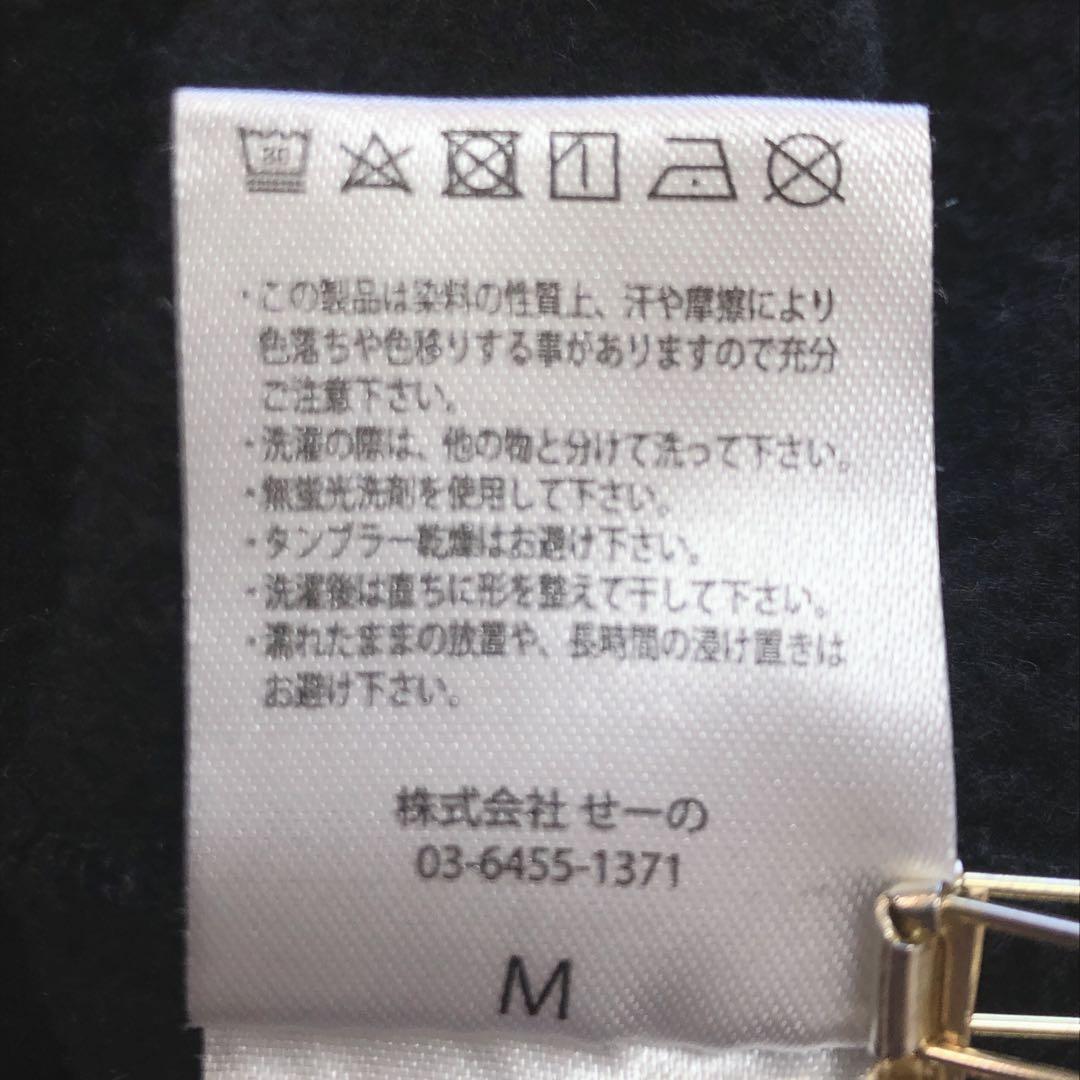 30
・この製品は染料の性質上、汗や摩擦により
色落ちや色移りする事がありますので充分
ご注意下さい。
・洗濯の際は、他の物と分けて洗って下さい。
・無蛍光洗剤を使用して下さい。
・タンブラー乾燥はお避け下さい。
・洗濯後は直ちに形を整えて干して下さい。
・濡れたままの放置や、長時間の浸け置きは
お避け下さい。
株式会社 せーの
03-6455-1371
M